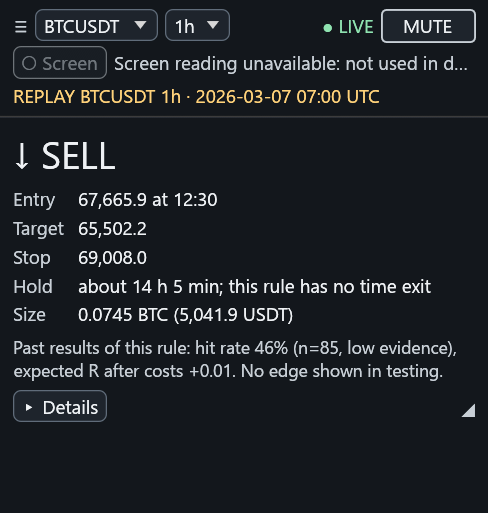 ☰ BTCUSDT ▼ 1h ▼ ● LIVE MUTE
Screen Screen reading unavailable: not used in d...
REPLAY BTCUSDT 1h · 2026-03-07 07:00 UTC
↓ SELL
Entry 67,665.9 at 12:30
Target 65,502.2
Stop 69,008.0
Hold about 14 h 5 min; this rule has no time exit
Size 0.0745 BTC (5,041.9 USDT)
Past results of this rule: hit rate 46% (n=85, low evidence),
expected R after costs +0.01. No edge shown in testing.
▸ Details